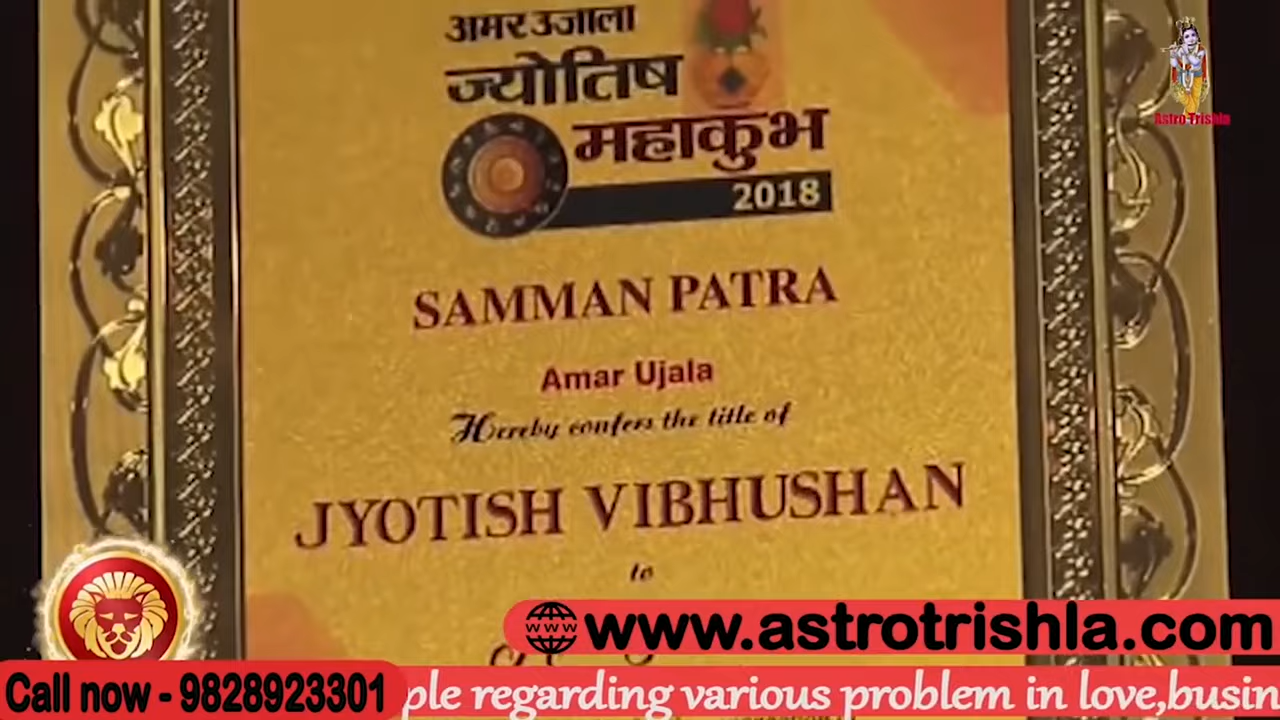 अमर उजाला
ज्योतिष
महाकुंभ
2018
SAMMAN PATRA
Amar Ujala
Hereby confers the title of
JYOTISH VIBHUSHAN
to
Astro Trishla
www
www.astrotrishla.com
Call now - 9828923301
ple regarding various problem in love,busin